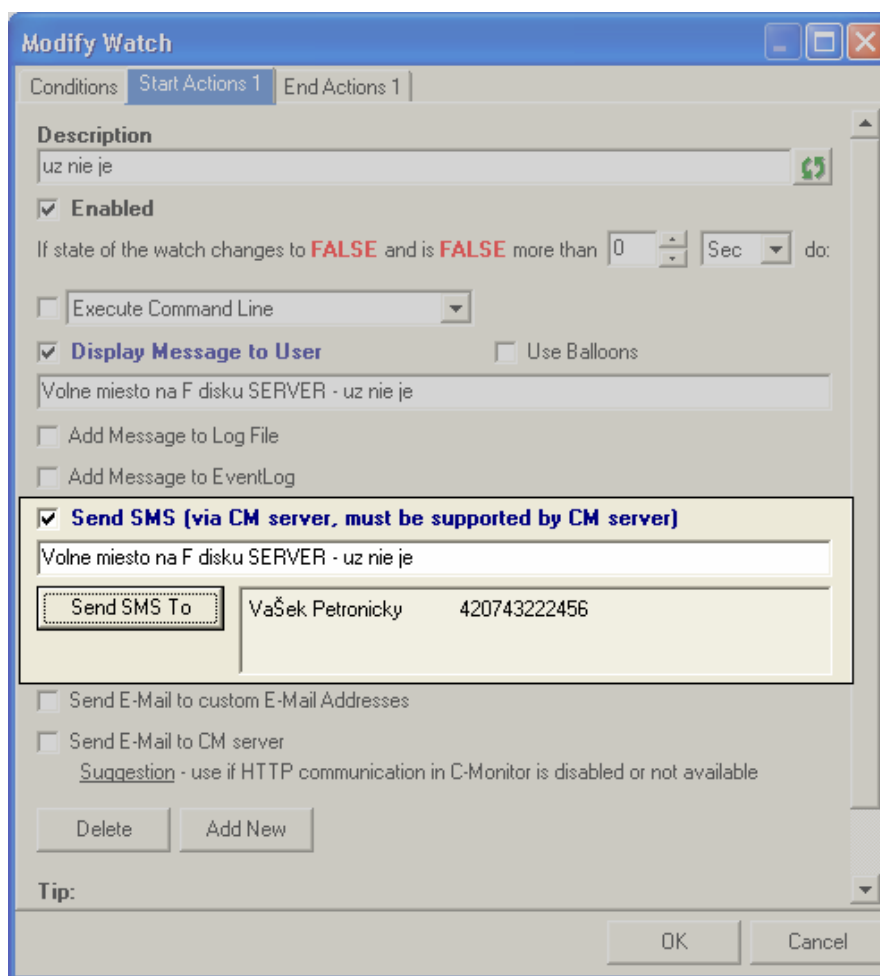 Modify Watch
Conditions Start Actions 1 End Actions 1
Description
uz nie je
Enabled
If state of the watch changes to FALSE and is FALSE more than 0 Sec do:
Execute Command Line
Display Message to User Use Balloons
Volne miesto na F disku SERVER - uz nie je
Add Message to Log File
Add Message to EventLog
Send SMS (via CM server, must be supported by CM server)
Volne miesto na F disku SERVER - uz nie je
Send SMS To VaŠek Petronicky 420743222456
Send E-Mail to custom E-Mail Addresses
Send E-Mail to CM server
Suggestion - use if HTTP communication in C-Monitor is disabled or not available
Delete Add New
Tip:
OK Cancel